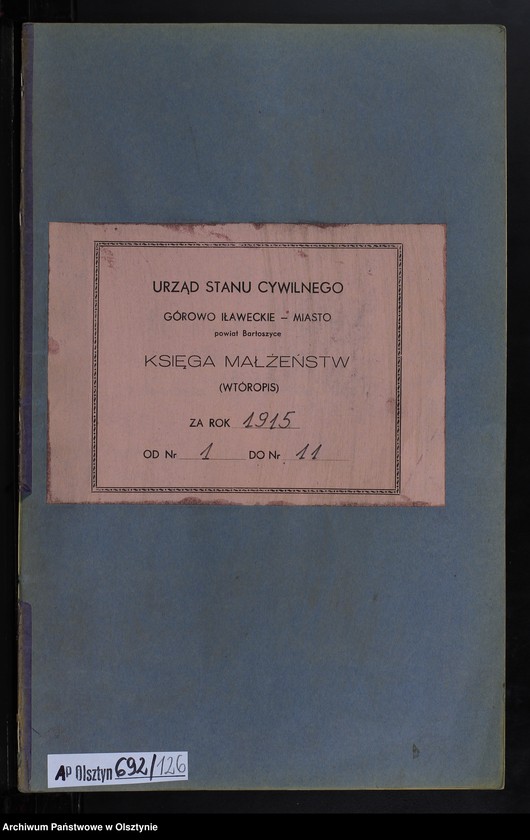 URZĄD STANU CYWILNEGO
GÓROWO IŁAWECKIE – MIASTO
powiat Bartoszyce
KSIĘGA MAŁŻEŃSTW
(WTÓROPIS)
ZA ROK 1915
OD Nr 1 DO Nr 11
AP Olsztyn 692/126
Archiwum Państwowe w Olsztynie